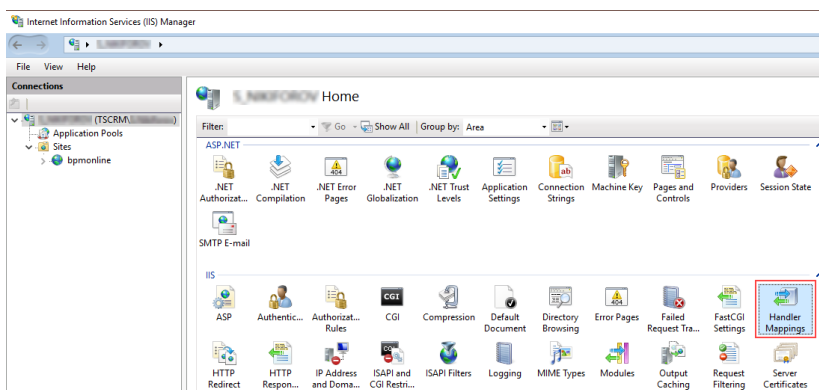 Internet Information Services (IIS) Manager
File View Help
Connections
Home
(TSCRM\
Application Pools
Sites
bpmonline
Filter: Go Show All Group by: Area
ASP.NET
.NET Authorizat... .NET Compilation .NET Error Pages .NET Globalization .NET Trust Levels Application Settings Connection Strings Machine Key Pages and Controls Providers Session State
SMTP E-mail
IIS
ASP Authentic... Authorizat... Rules CGI Compression Default Document Directory Browsing Error Pages Failed Request Tra... FastCGI Settings Handler Mappings
HTTP Redirect HTTP Respon... IP Address and Doma... ISAPI and CGI Restri... ISAPI Filters Logging MIME Types Modules Output Caching Request Filtering Server Certificates